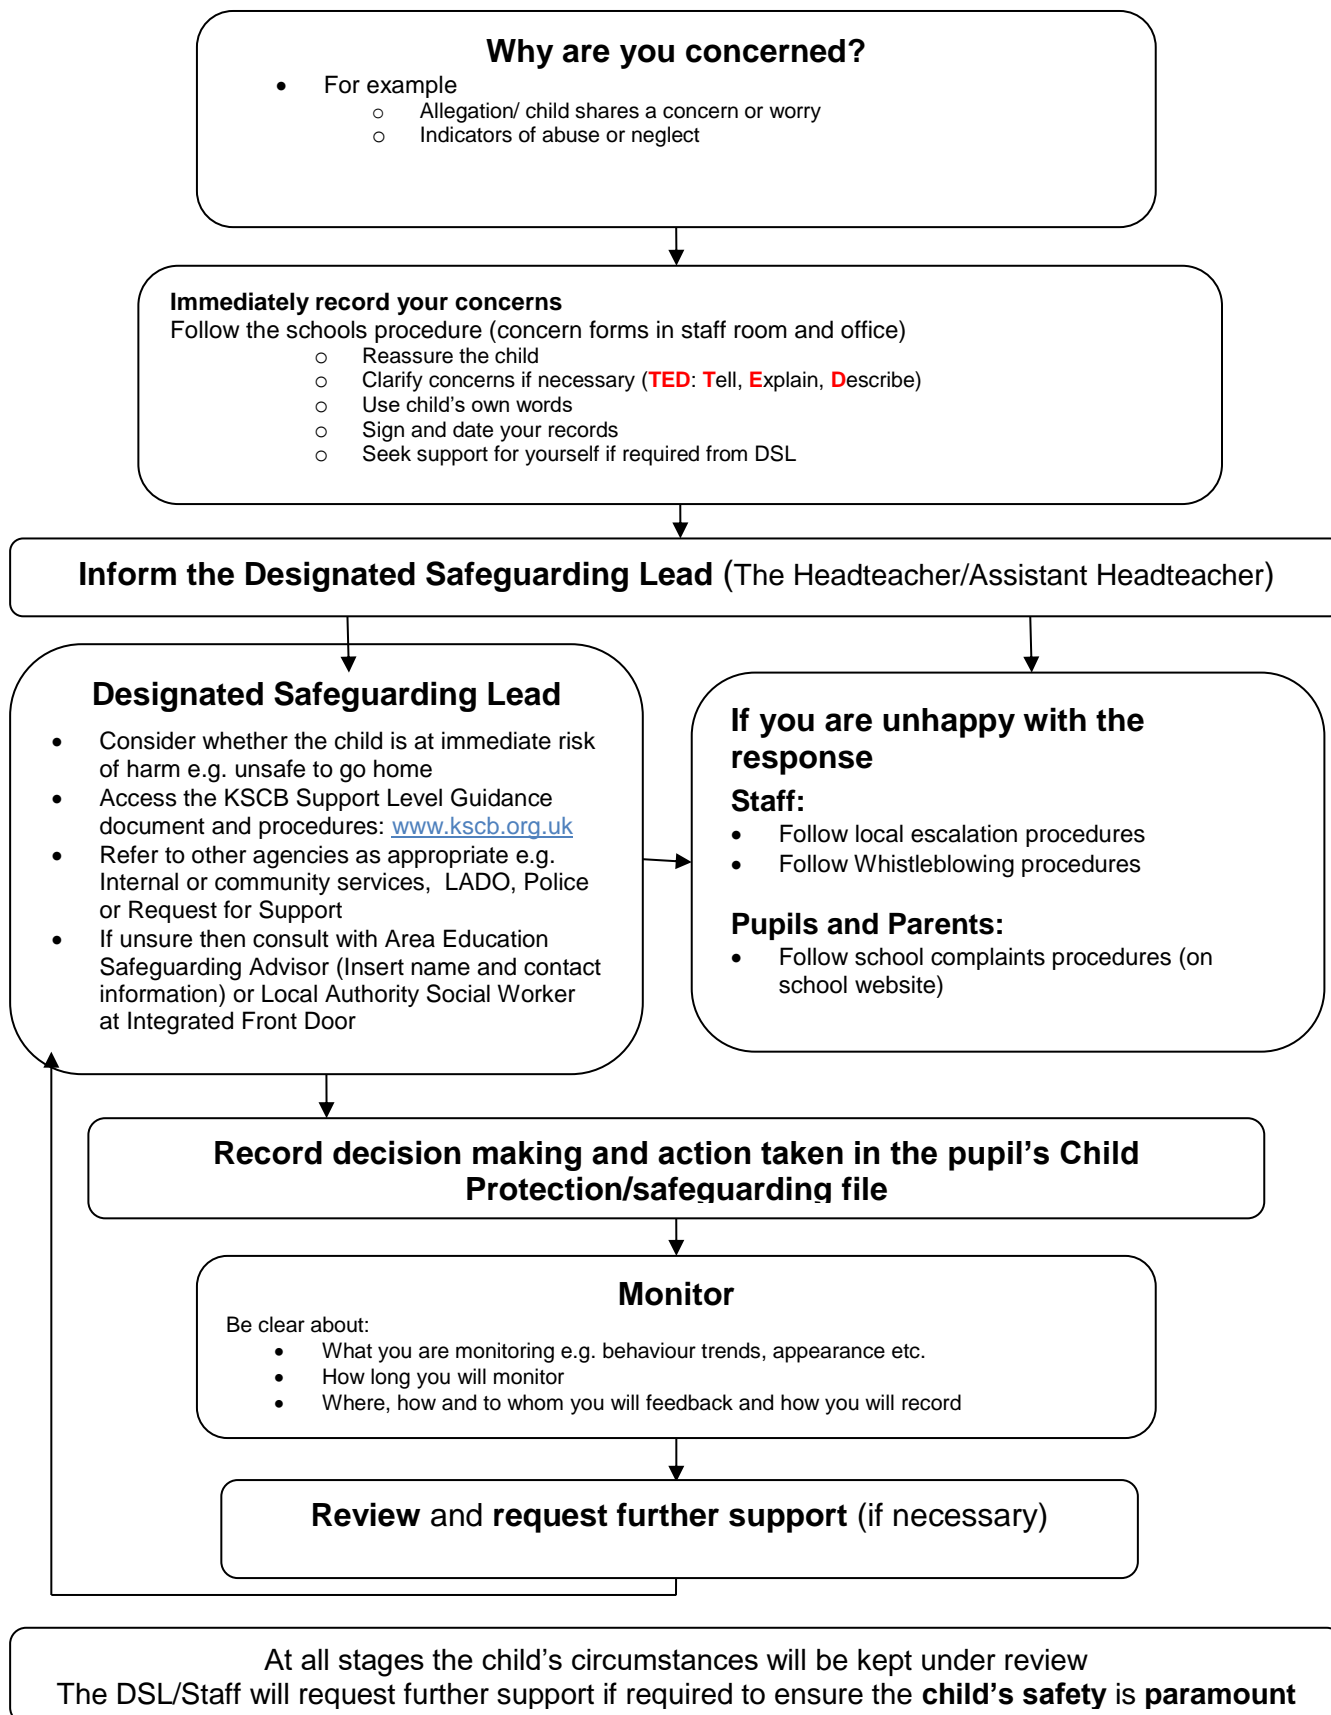 Why are you concerned?
• For example
o Allegation/ child shares a concern or worry
o Indicators of abuse or neglect
Immediately record your concerns
Follow the schools procedure (concern forms in staff room and office)
o Reassure the child
o Clarify concerns if necessary (TED: Tell, Explain, Describe)
o Use child’s own words
o Sign and date your records
o Seek support for yourself if required from DSL
Inform the Designated Safeguarding Lead (The Headteacher/Assistant Headteacher)
Designated Safeguarding Lead
• Consider whether the child is at immediate risk
of harm e.g. unsafe to go home
• Access the KSCB Support Level Guidance
document and procedures: www.kscb.org.uk
• Refer to other agencies as appropriate e.g.
Internal or community services, LADO, Police
or Request for Support
• If unsure then consult with Area Education
Safeguarding Advisor (Insert name and contact
information) or Local Authority Social Worker
at Integrated Front Door
If you are unhappy with the
response
Staff:
• Follow local escalation procedures
• Follow Whistleblowing procedures
Pupils and Parents:
• Follow school complaints procedures (on
school website)
Record decision making and action taken in the pupil’s Child
Protection/safeguarding file
Monitor
Be clear about:
• What you are monitoring e.g. behaviour trends, appearance etc.
• How long you will monitor
• Where, how and to whom you will feedback and how you will record
Review and request further support (if necessary)
At all stages the child’s circumstances will be kept under review
The DSL/Staff will request further support if required to ensure the child’s safety is paramount